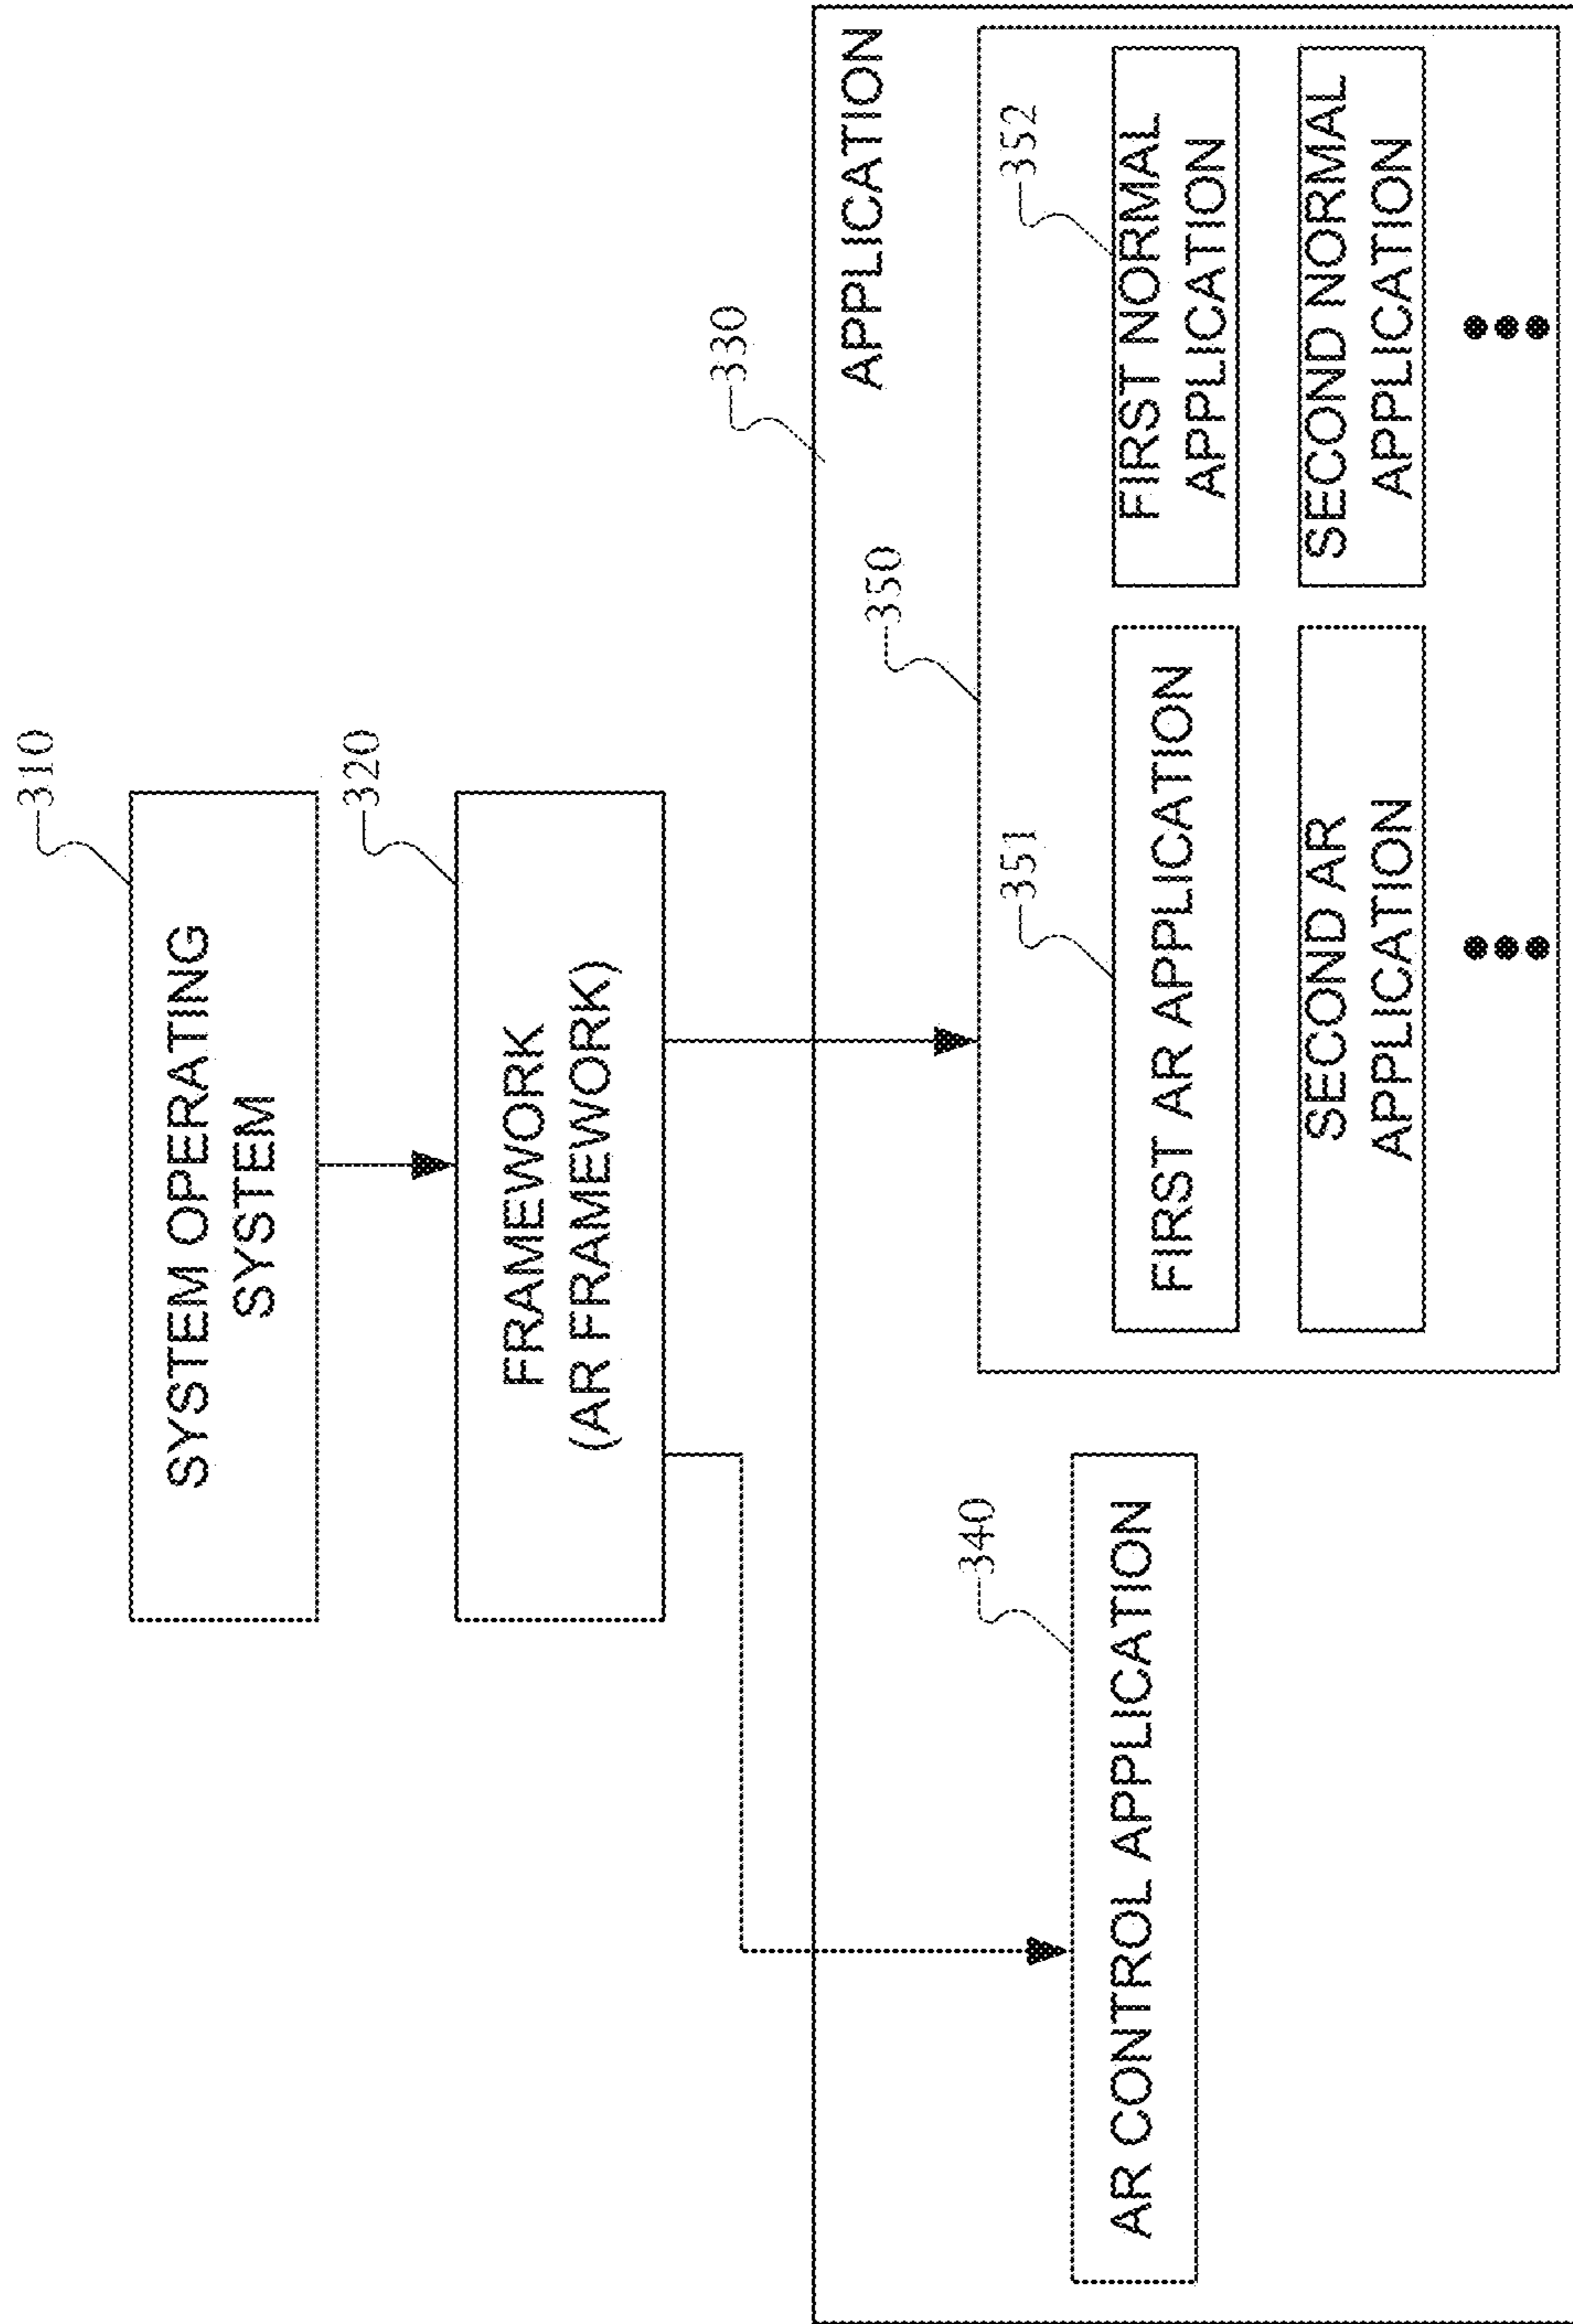 310
SYSTEM OPERATING
SYSTEM
320
FRAMEWORK
(AR FRAMEWORK)
330
APPLICATION
340
AR CONTROL APPLICATION
350
351
FIRST AR APPLICATION
352
FIRST NORMAL
APPLICATION
SECOND AR
APPLICATION
SECOND NORMAL
APPLICATION